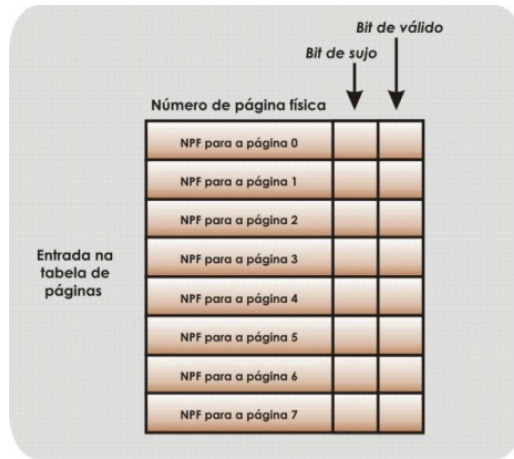 Bit de válido
Bit de sujo
Número de página física
NPF para a página 0
NPF para a página 1
NPF para a página 2
NPF para a página 3
Entrada na
tabela de
páginas
NPF para a página 4
NPF para a página 5
NPF para a página 6
NPF para a página 7